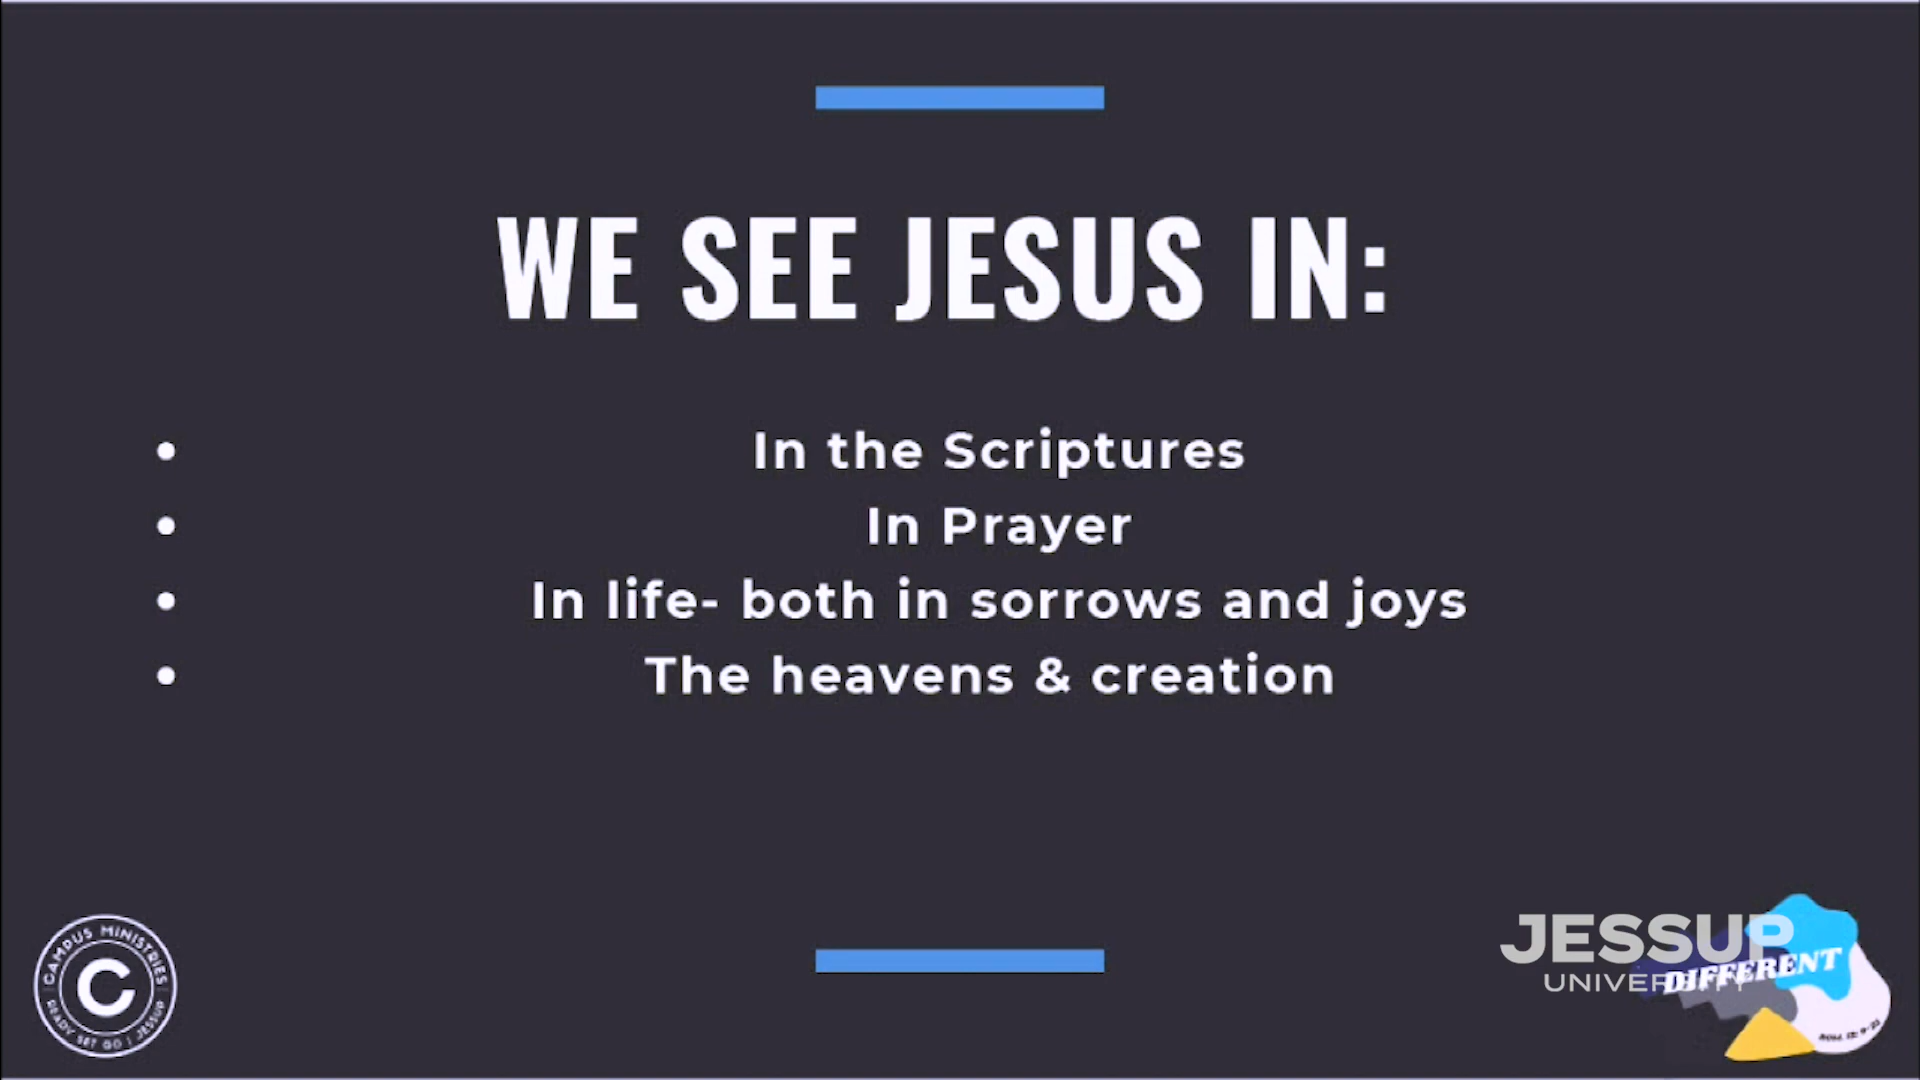 WE SEE JESUS IN:
• In the Scriptures
• In Prayer
• In life- both in sorrows and joys
• The heavens & creation
CAMPUS MINISTRIES
C
READY SET GO | JESSUP
JESSUP
UNIVERSITY
DIFFERENT